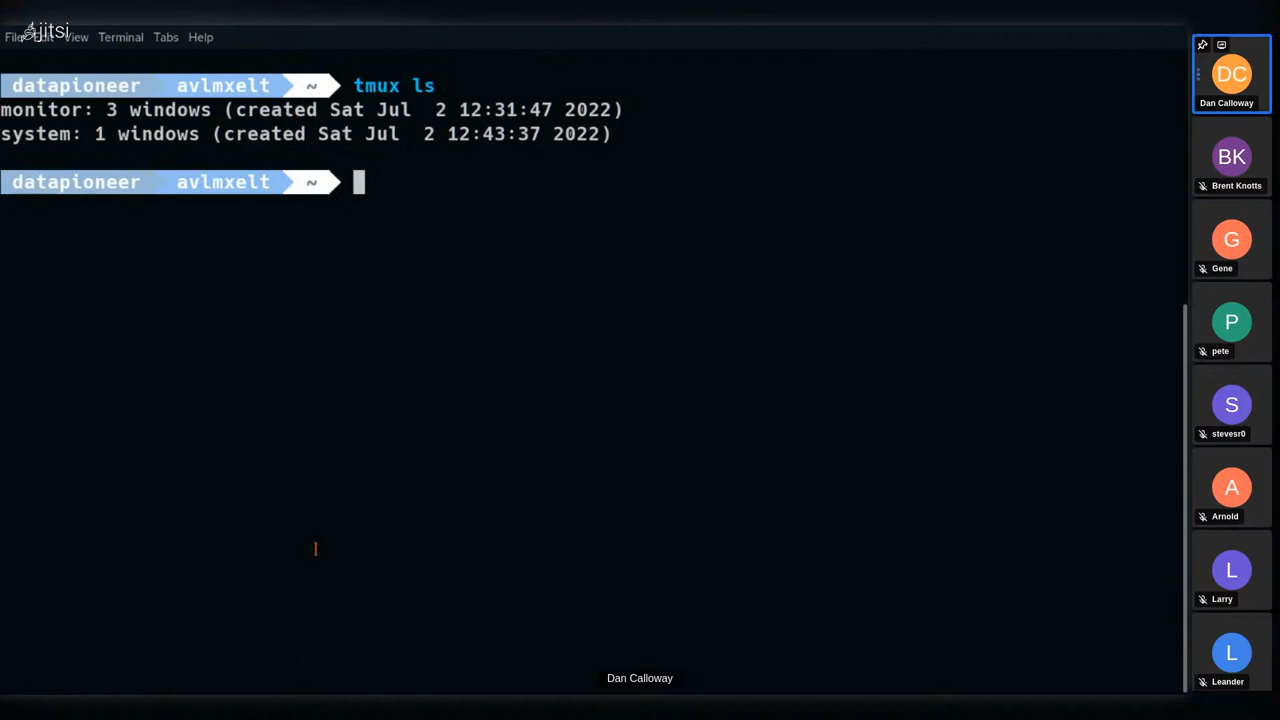 jitsi
File Edit View Terminal Tabs Help
datapioneer avlmxelt ~ tmux ls
monitor: 3 windows (created Sat Jul  2 12:31:47 2022)
system: 1 windows (created Sat Jul  2 12:43:37 2022)
datapioneer avlmxelt ~
DC
Dan Calloway
BK
Brent Knotts
G
Gene
P
pete
S
stevesr0
A
Arnold
L
Larry
L
Leander
Dan Calloway